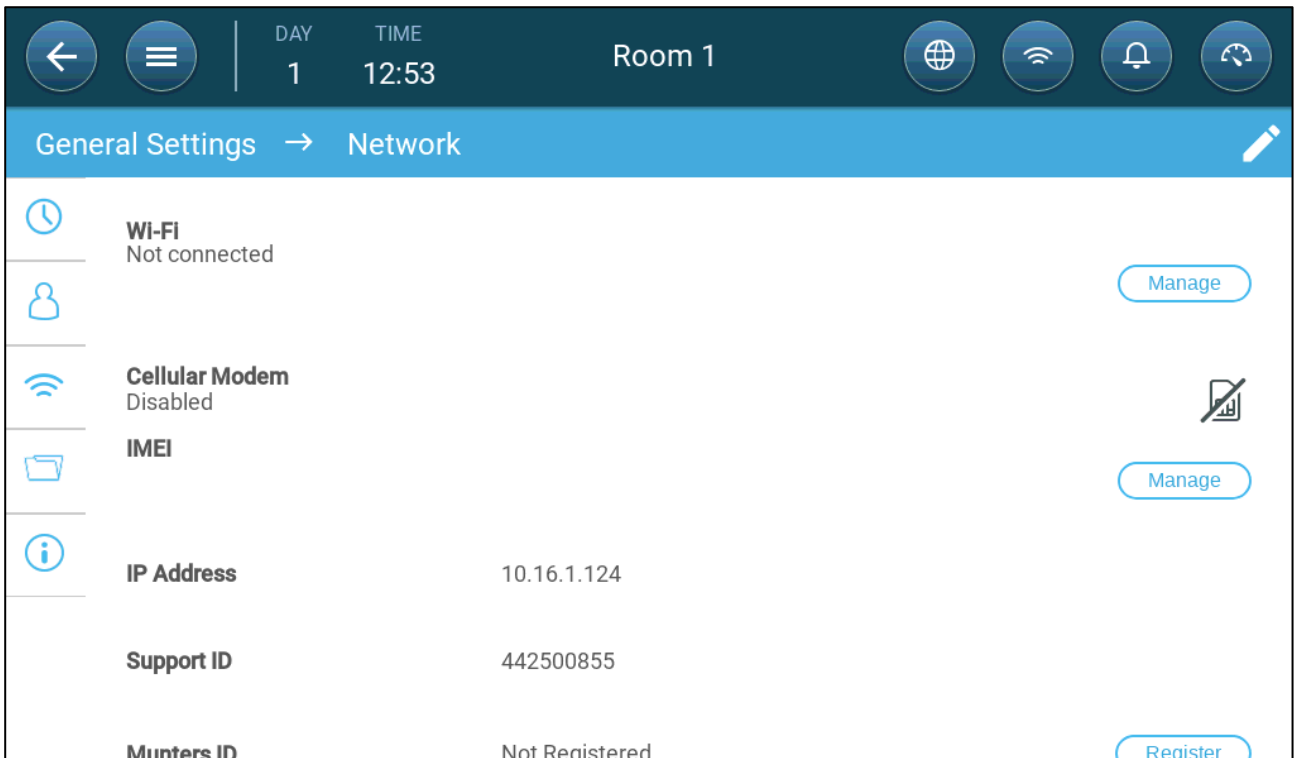 DAY TIME
1 12:53
Room 1
General Settings → Network
Wi-Fi
Not connected
Manage
Cellular Modem
Disabled
IMEI
Manage
IP Address 10.16.1.124
Support ID 442500855
Munters ID Not Registered Register